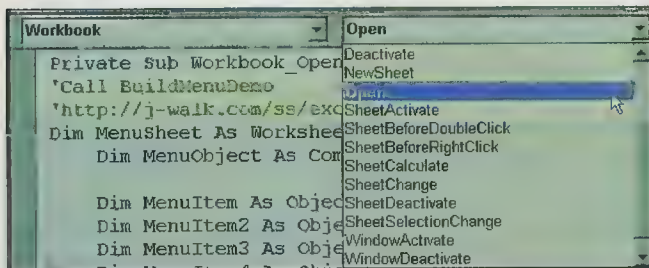 Workbook
Open
Private Sub Workbook_Open
'Call BuildMenuDemo
'http://j-walk.com/ss/exc
Dim MenuSheet As Workshee
Dim MenuObject As Com
Dim MenuItem As Objec
Dim MenuItem2 As Obje
Dim MenuItem3 As Obje
Deactivate
NewSheet
Open
SheetActivate
SheetBeforeDoubleClick
SheetBeforeRightClick
SheetCalculate
SheetChange
SheetDeactivate
SheetSelectionChange
WindowActivate
WindowDeactivate